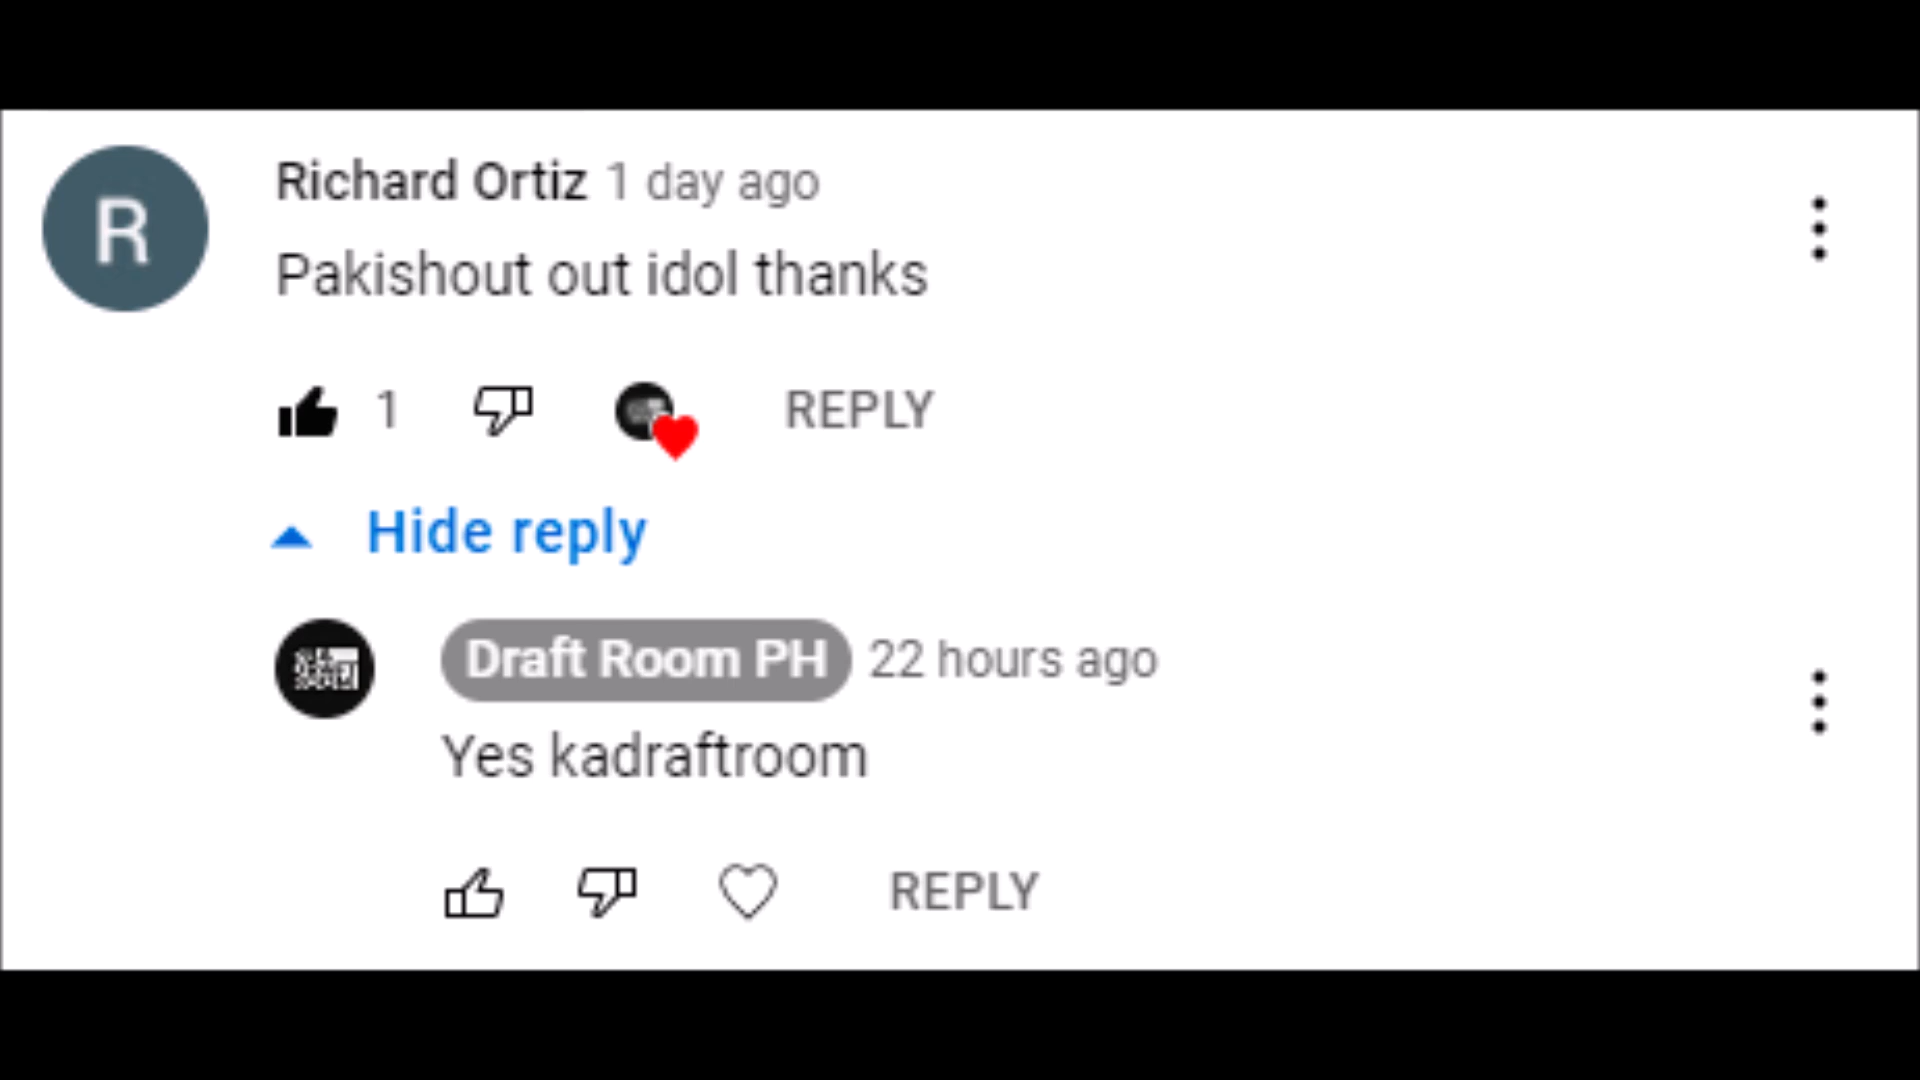 R
Richard Ortiz 1 day ago
Pakishout out idol thanks
1 REPLY
Hide reply
Draft Room PH 22 hours ago
Yes kadraftroom
REPLY